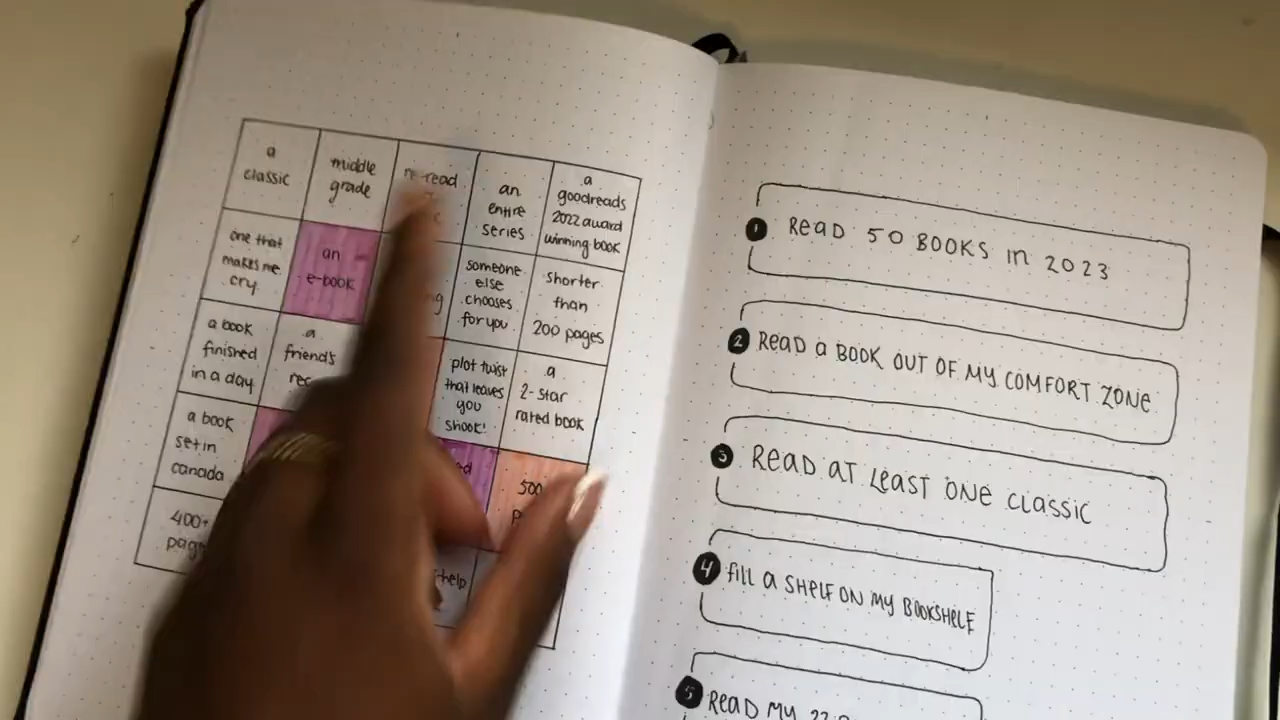 a
classic
middle
grade
re-read
an
entire
series
a
goodreads
2022 award
winning book
one that
makes me
cry
an
e-book
someone
else
chooses
for you
shorter
than
200 pages
a book
finished
in a day
a
friend's
plot twist
that leaves
you
shook!
a
2-star
rated book
a book
set in
canada
500
400+
1 READ 50 BOOKS IN 2023
2 READ A BOOK OUT OF MY COMFORT ZONE
3 READ AT LEAST ONE CLASSIC
4 FILL A SHELF ON MY BOOKSHELF
5 READ MY